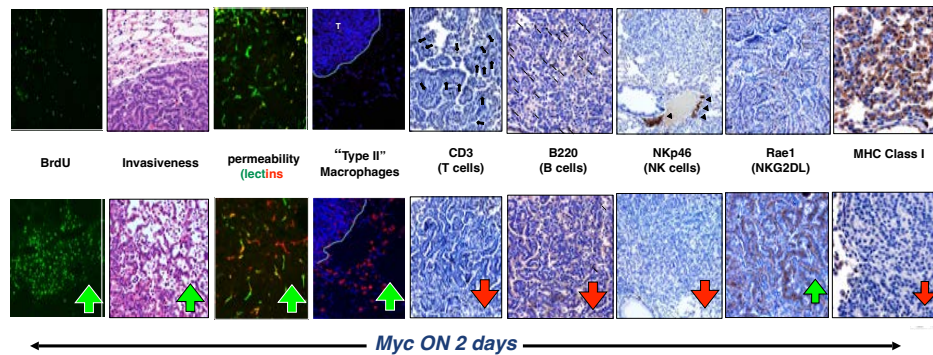 T
BrdU
Invasiveness
permeability
(lectins
"Type II"
Macrophages
CD3
(T cells)
B220
(B cells)
NKp46
(NK cells)
Rae1
(NKG2DL)
MHC Class I
Myc ON 2 days